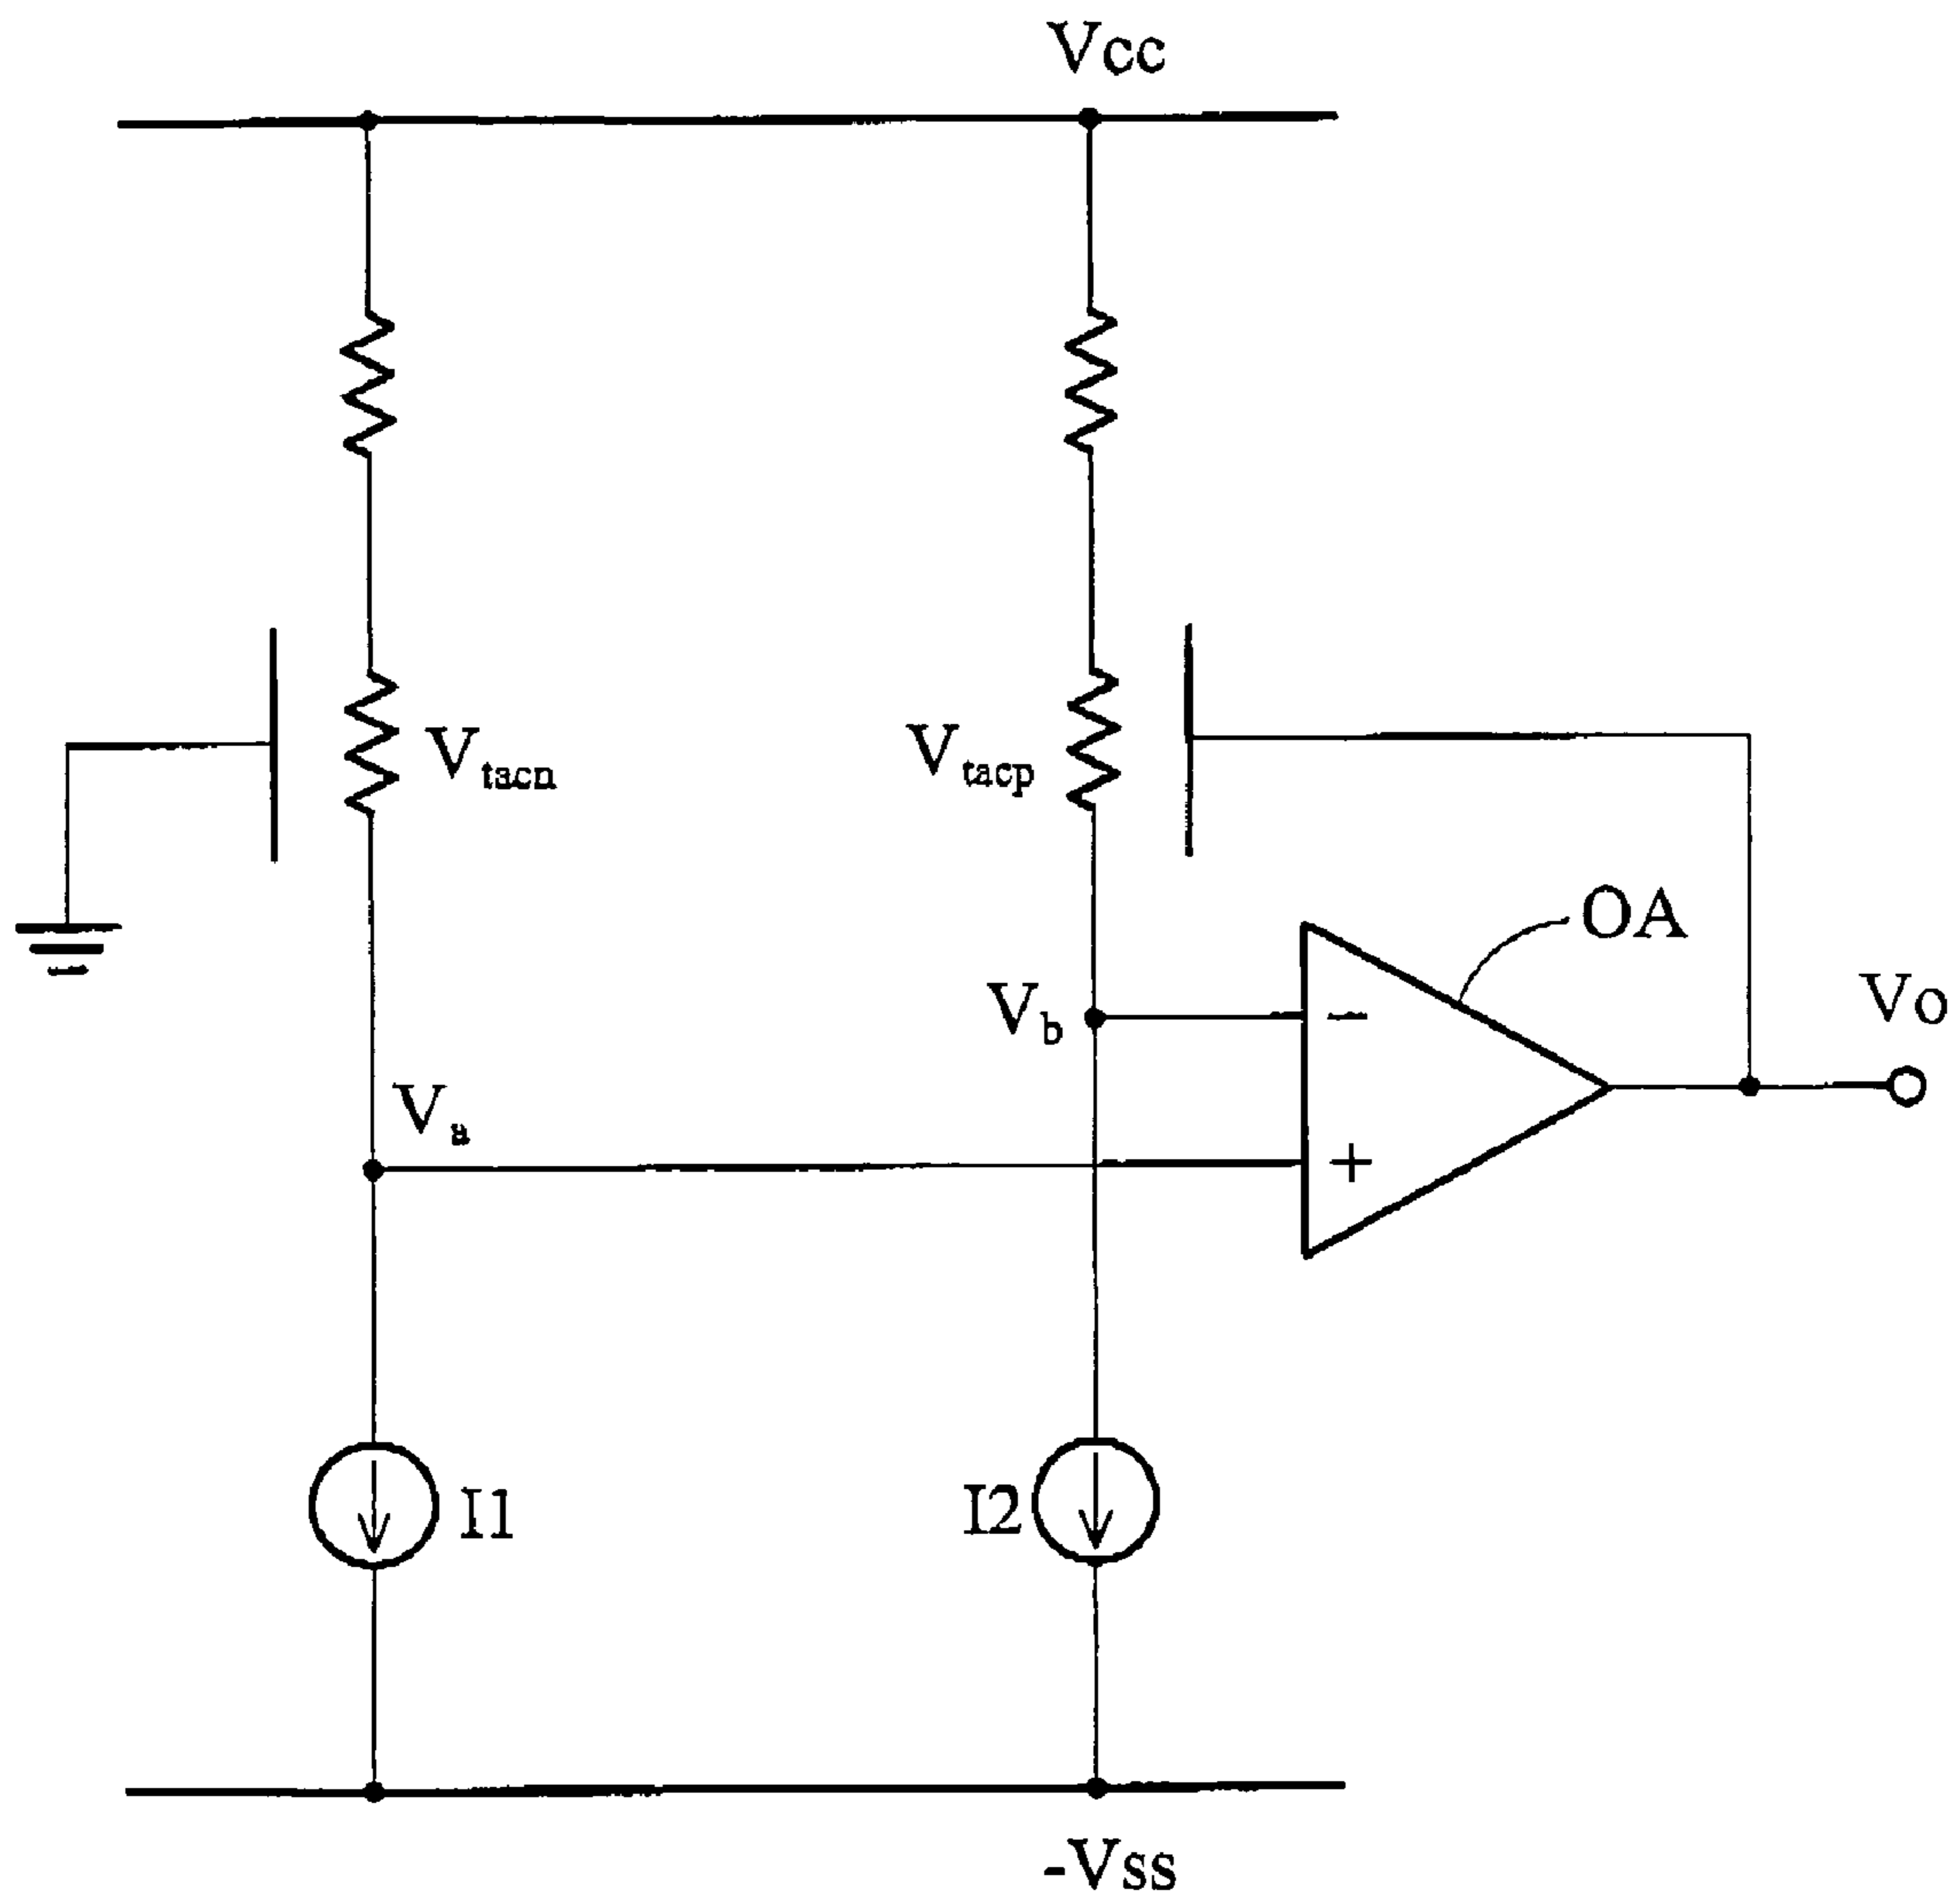 Vcc
Vtacn
Vtacp
OA
Vb
−
Vo
Va
+
I1
I2
-Vss